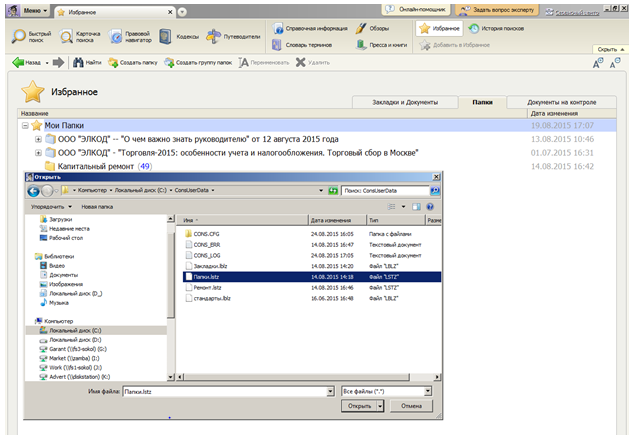 Меню Избранное Онлайн-помощник Задать вопрос эксперту Сервисный центр
Быстрый поиск Карточка поиска Правовой навигатор Кодексы Путеводители Справочная информация Обзоры Избранное История поисков
Словарь терминов Пресса и книги Добавить в Избранное
Скрыть
Назад Найти Создать папку Создать группу папок Переименовать Удалить
Избранное
Закладки и Документы Папки Документы на контроле
Название Дата изменения
Мои Папки 19.08.2015 17:07
ООО "ЭЛКОД" -- "О чем важно знать руководителю" от 12 августа 2015 года 13.08.2015 10:46
ООО "ЭЛКОД" - "Торговля-2015: особенности учета и налогообложения. Торговый сбор в Москве" 01.07.2015 16:31
Капитальный ремонт (49) 14.08.2015 16:42
Открыть
Компьютер Локальный диск (C:) ConsUserData Поиск: ConsUserData
Упорядочить Новая папка
Загрузки
Недавние места
Рабочий стол
Библиотеки
Видео
Документы
Изображения
Локальный диск (D_)
Музыка
Компьютер
Локальный диск (C:)
Локальный диск (D:)
Garant (\\fs3-sokol) (G:)
Market (\\zamba) (I:)
Work (\\fs1-sokol) (J:)
Advert (\\diskstation) (K:)
Имя Дата изменения Тип Разме
CONS.CFG 24.08.2015 16:05 Папка с файлами
CONS_ERR 24.08.2015 16:47 Текстовый документ
CONS_LOG 24.08.2015 17:05 Текстовый документ
Закладки.lblz 14.08.2015 14:20 Файл "LBLZ"
Папки.lstz 14.08.2015 14:18 Файл "LSTZ"
Ремонт.lstz 14.08.2015 16:46 Файл "LSTZ"
стандарты.lblz 16.06.2015 16:48 Файл "LBLZ"
Имя файла: Папки.lstz Все файлы (*.*)
Открыть Отмена